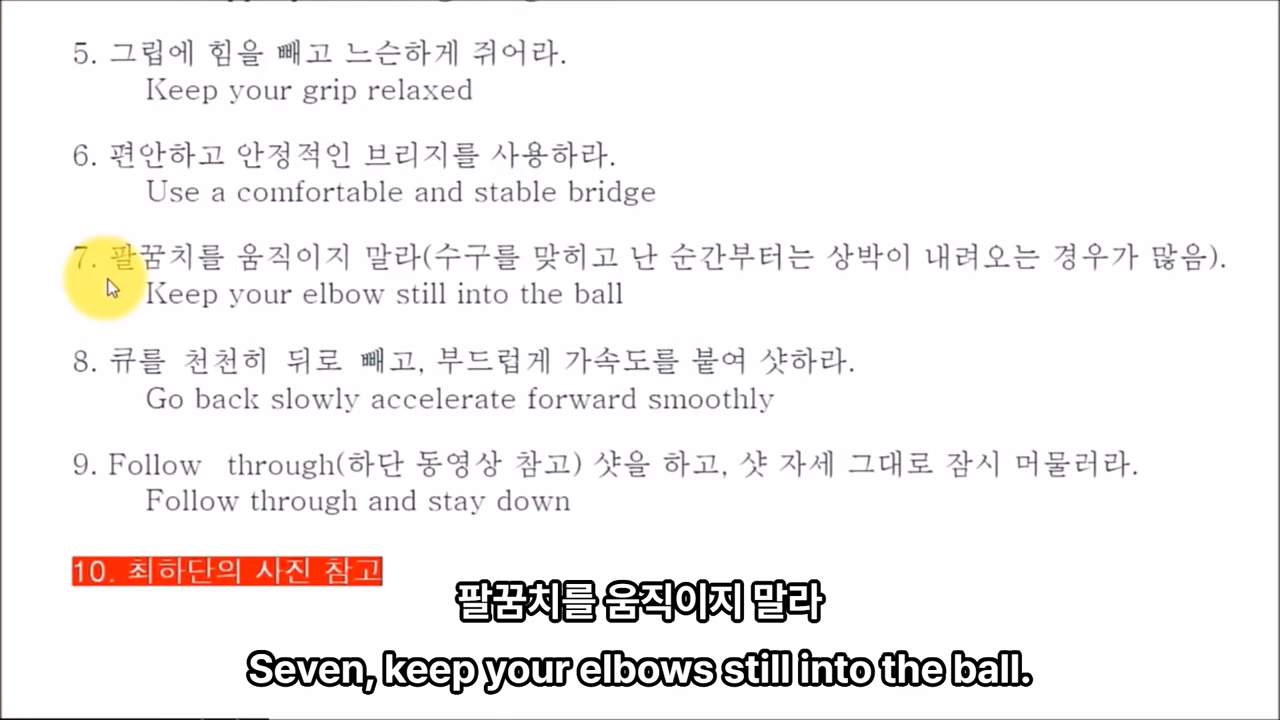 5. 그립에 힘을 빼고 느슨하게 쥐어라.
Keep your grip relaxed
6. 편안하고 안정적인 브리지를 사용하라.
Use a comfortable and stable bridge
7. 팔꿈치를 움직이지 말라(수구를 맞히고 난 순간부터는 상박이 내려오는 경우가 많음).
Keep your elbow still into the ball
8. 큐를 천천히 뒤로 빼고, 부드럽게 가속도를 붙여 샷하라.
Go back slowly accelerate forward smoothly
9. Follow through(하단 동영상 참고) 샷을 하고, 샷 자세 그대로 잠시 머물러라.
Follow through and stay down
10. 최하단의 사진 참고
팔꿈치를 움직이지 말라
Seven, keep your elbows still into the ball.